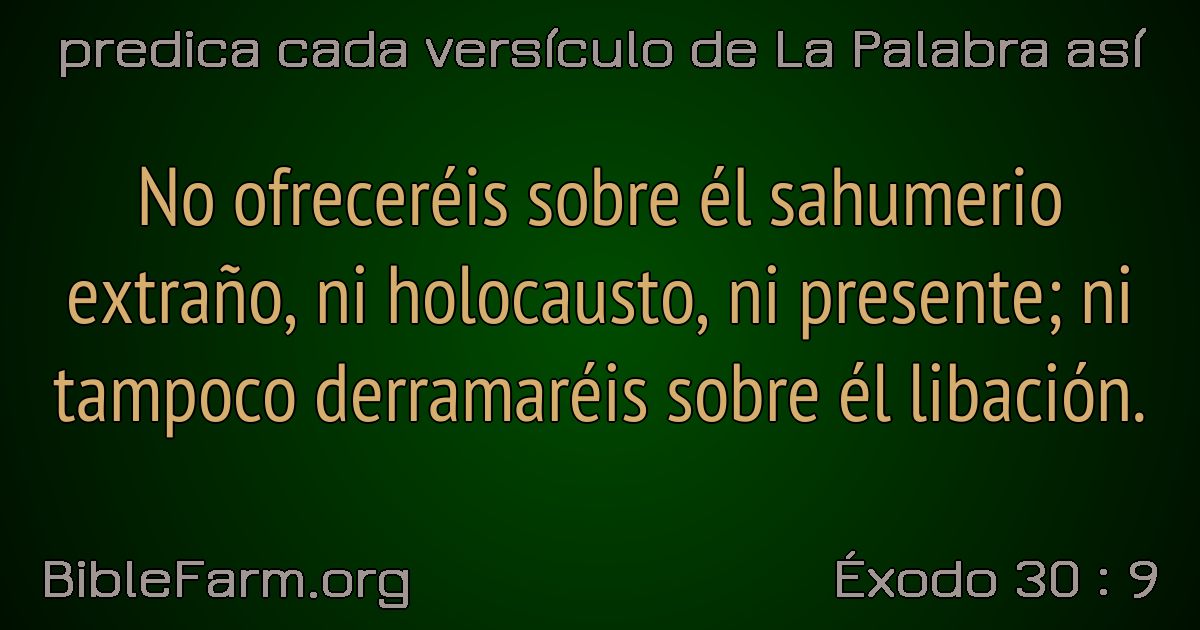 predica cada versículo de La Palabra así
No ofreceréis sobre él sahumerio
extraño, ni holocausto, ni presente; ni
tampoco derramaréis sobre él libación.
BibleFarm.org
Éxodo 30 : 9